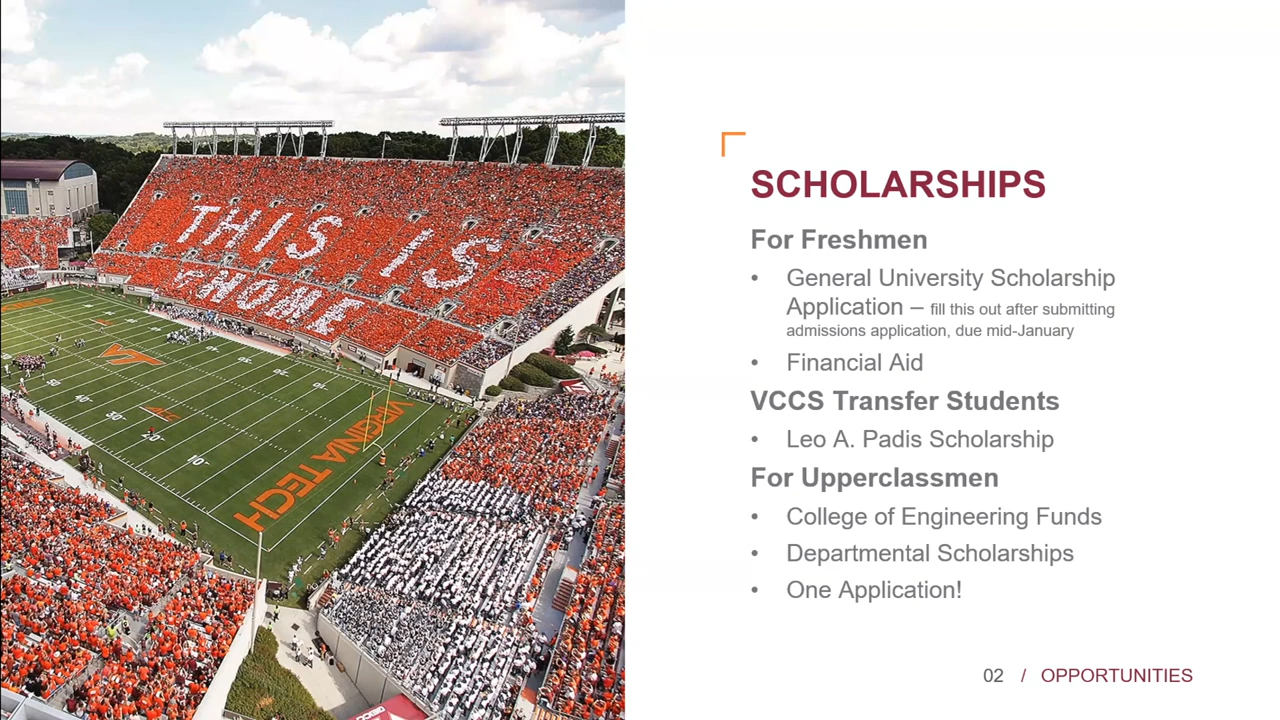 THIS IS
HOME
VT
ACC
VIRGINIA TECH
SCHOLARSHIPS
For Freshmen
• General University Scholarship
Application – fill this out after submitting
admissions application, due mid-January
• Financial Aid
VCCS Transfer Students
• Leo A. Padis Scholarship
For Upperclassmen
• College of Engineering Funds
• Departmental Scholarships
• One Application!
02 / OPPORTUNITIES